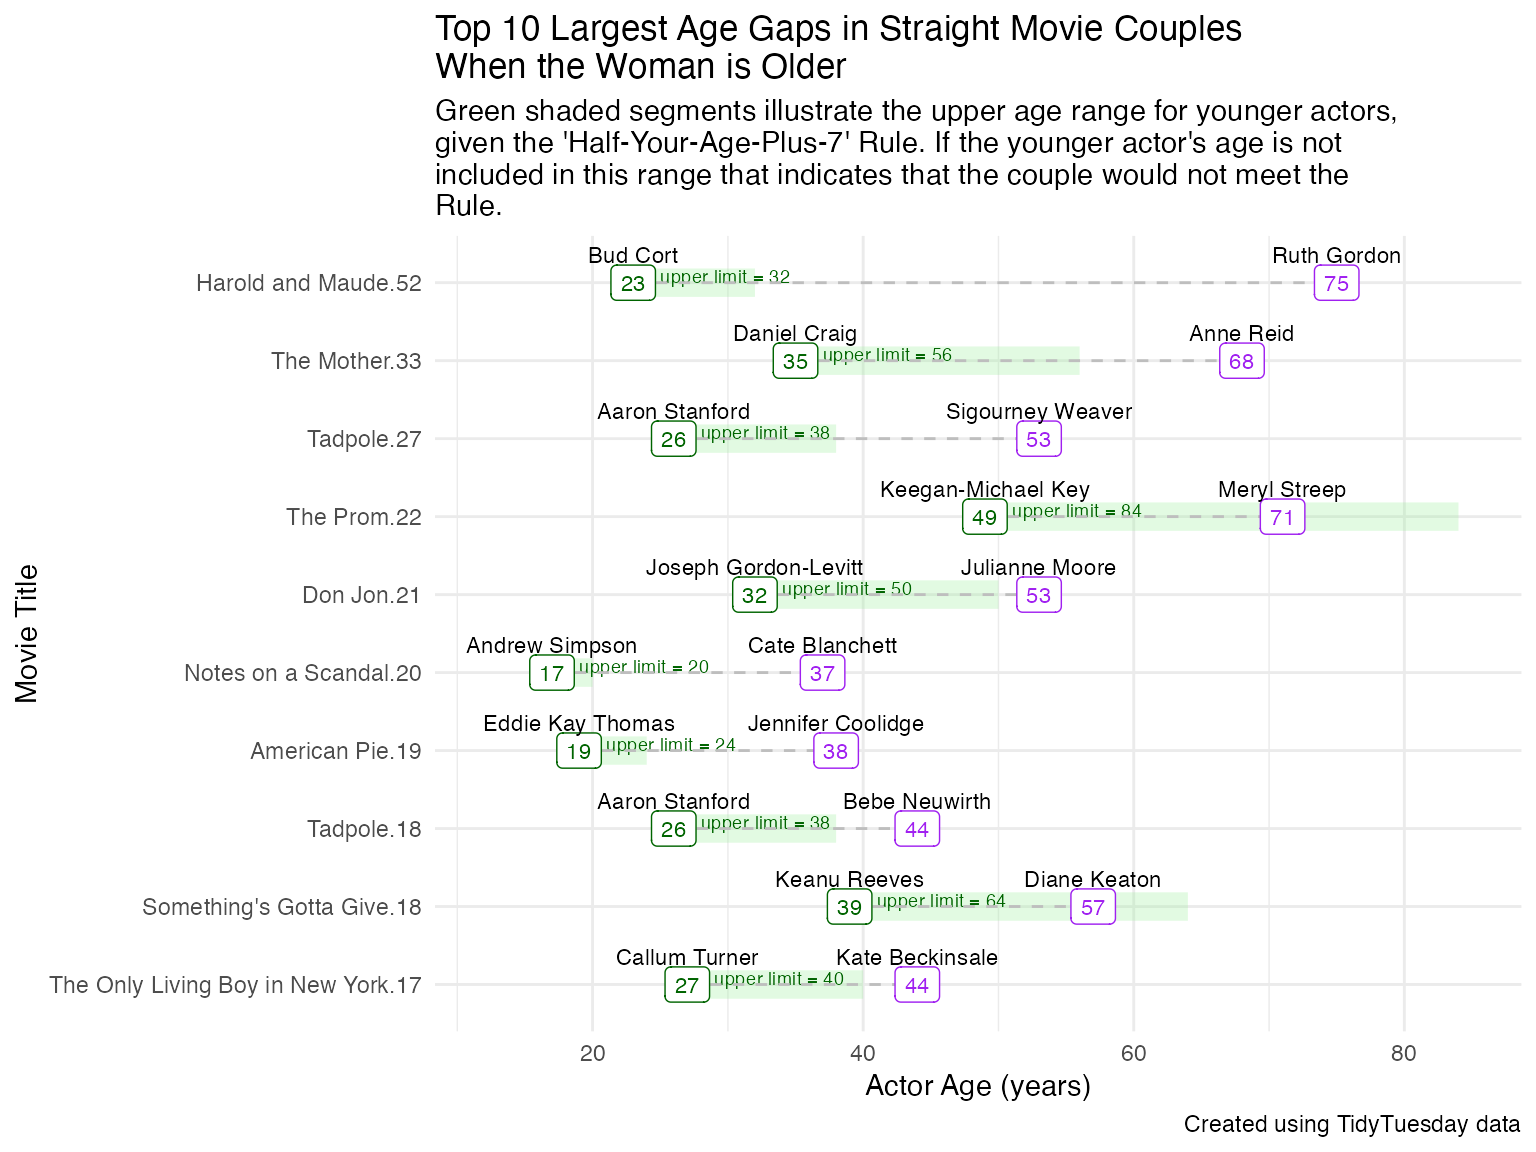 Top 10 Largest Age Gaps in Straight Movie Couples
When the Woman is Older
Green shaded segments illustrate the upper age range for younger actors,
given the 'Half-Your-Age-Plus-7' Rule. If the younger actor's age is not
included in this range that indicates that the couple would not meet the
Rule.
Bud Cort Ruth Gordon
Harold and Maude.52 23 upper limit = 32 75
Daniel Craig Anne Reid
The Mother.33 35 upper limit = 56 68
Aaron Stanford Sigourney Weaver
Tadpole.27 26 upper limit = 38 53
Keegan-Michael Key Meryl Streep
The Prom.22 49 upper limit = 84 71
Joseph Gordon-Levitt Julianne Moore
Don Jon.21 32 upper limit = 50 53
Andrew Simpson Cate Blanchett
Notes on a Scandal.20 17 upper limit = 20 37
Eddie Kay Thomas Jennifer Coolidge
American Pie.19 19 upper limit = 24 38
Aaron Stanford Bebe Neuwirth
Tadpole.18 26 upper limit = 38 44
Keanu Reeves Diane Keaton
Something's Gotta Give.18 39 upper limit = 64 57
Callum Turner Kate Beckinsale
The Only Living Boy in New York.17 27 upper limit = 40 44
Movie Title
20 40 60 80
Actor Age (years)
Created using TidyTuesday data